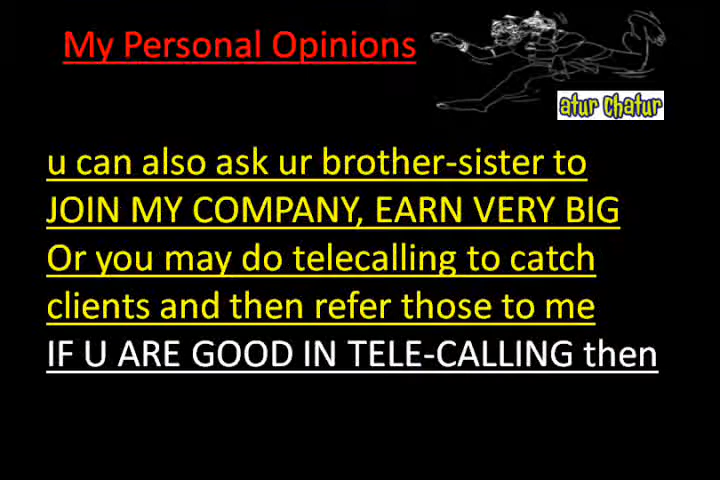 My Personal Opinions
atur chatur
u can also ask ur brother-sister to
JOIN MY COMPANY, EARN VERY BIG
Or you may do telecalling to catch
clients and then refer those to me
IF U ARE GOOD IN TELE-CALLING then